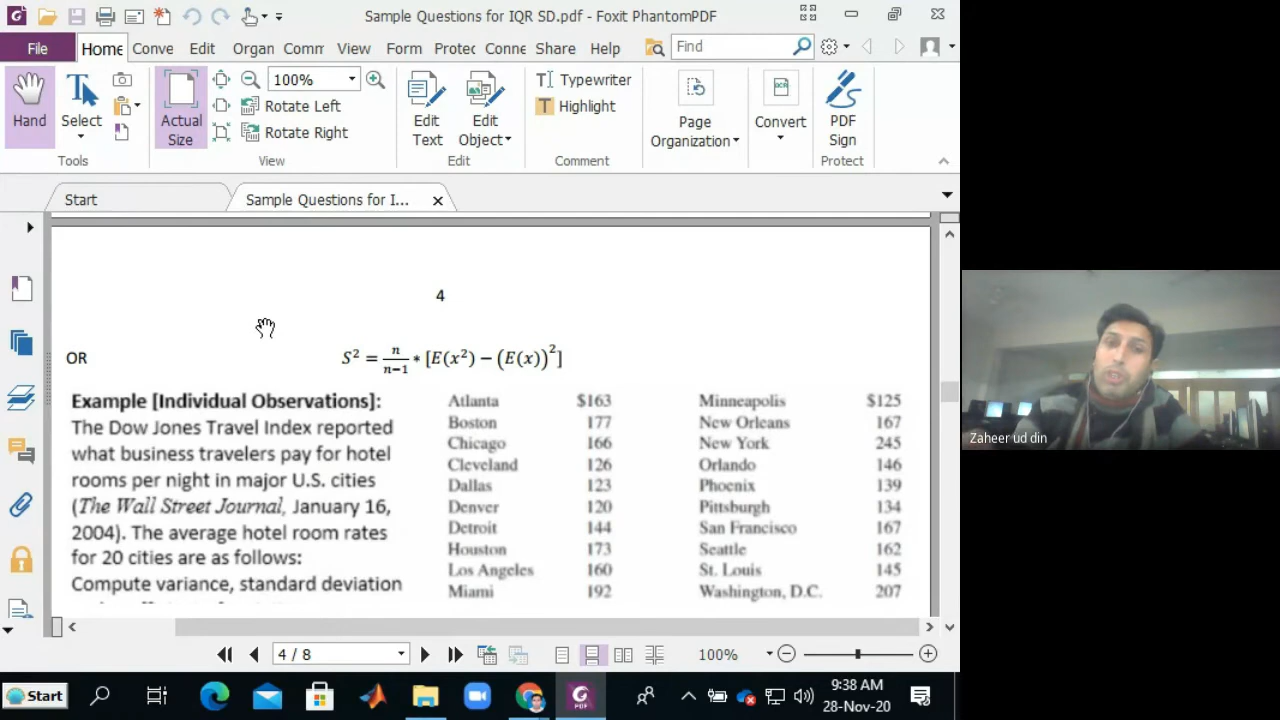 Sample Questions for IQR SD.pdf - Foxit PhantomPDF
File Home Conve Edit Organ Comm View Form Protec Conne Share Help Find
Hand
Select
Actual Size
100%
Rotate Left
Rotate Right
Edit Text
Edit Object
Typewriter
Highlight
Page Organization
Convert
PDF Sign
Tools View Edit Comment Protect
Start Sample Questions for I...
4
OR S² = n/n−1 * [E(x²) − (E(x))²]
Example [Individual Observations]:
The Dow Jones Travel Index reported
what business travelers pay for hotel
rooms per night in major U.S. cities
(The Wall Street Journal, January 16,
2004). The average hotel room rates
for 20 cities are as follows:
Compute variance, standard deviation
Atlanta $163 Minneapolis $125
Boston 177 New Orleans 167
Chicago 166 New York 245
Cleveland 126 Orlando 146
Dallas 123 Phoenix 139
Denver 120 Pittsburgh 134
Detroit 144 San Francisco 167
Houston 173 Seattle 162
Los Angeles 160 St. Louis 145
Miami 192 Washington, D.C. 207
Zaheer ud din
4 / 8 100%
Start
9:38 AM
28-Nov-20